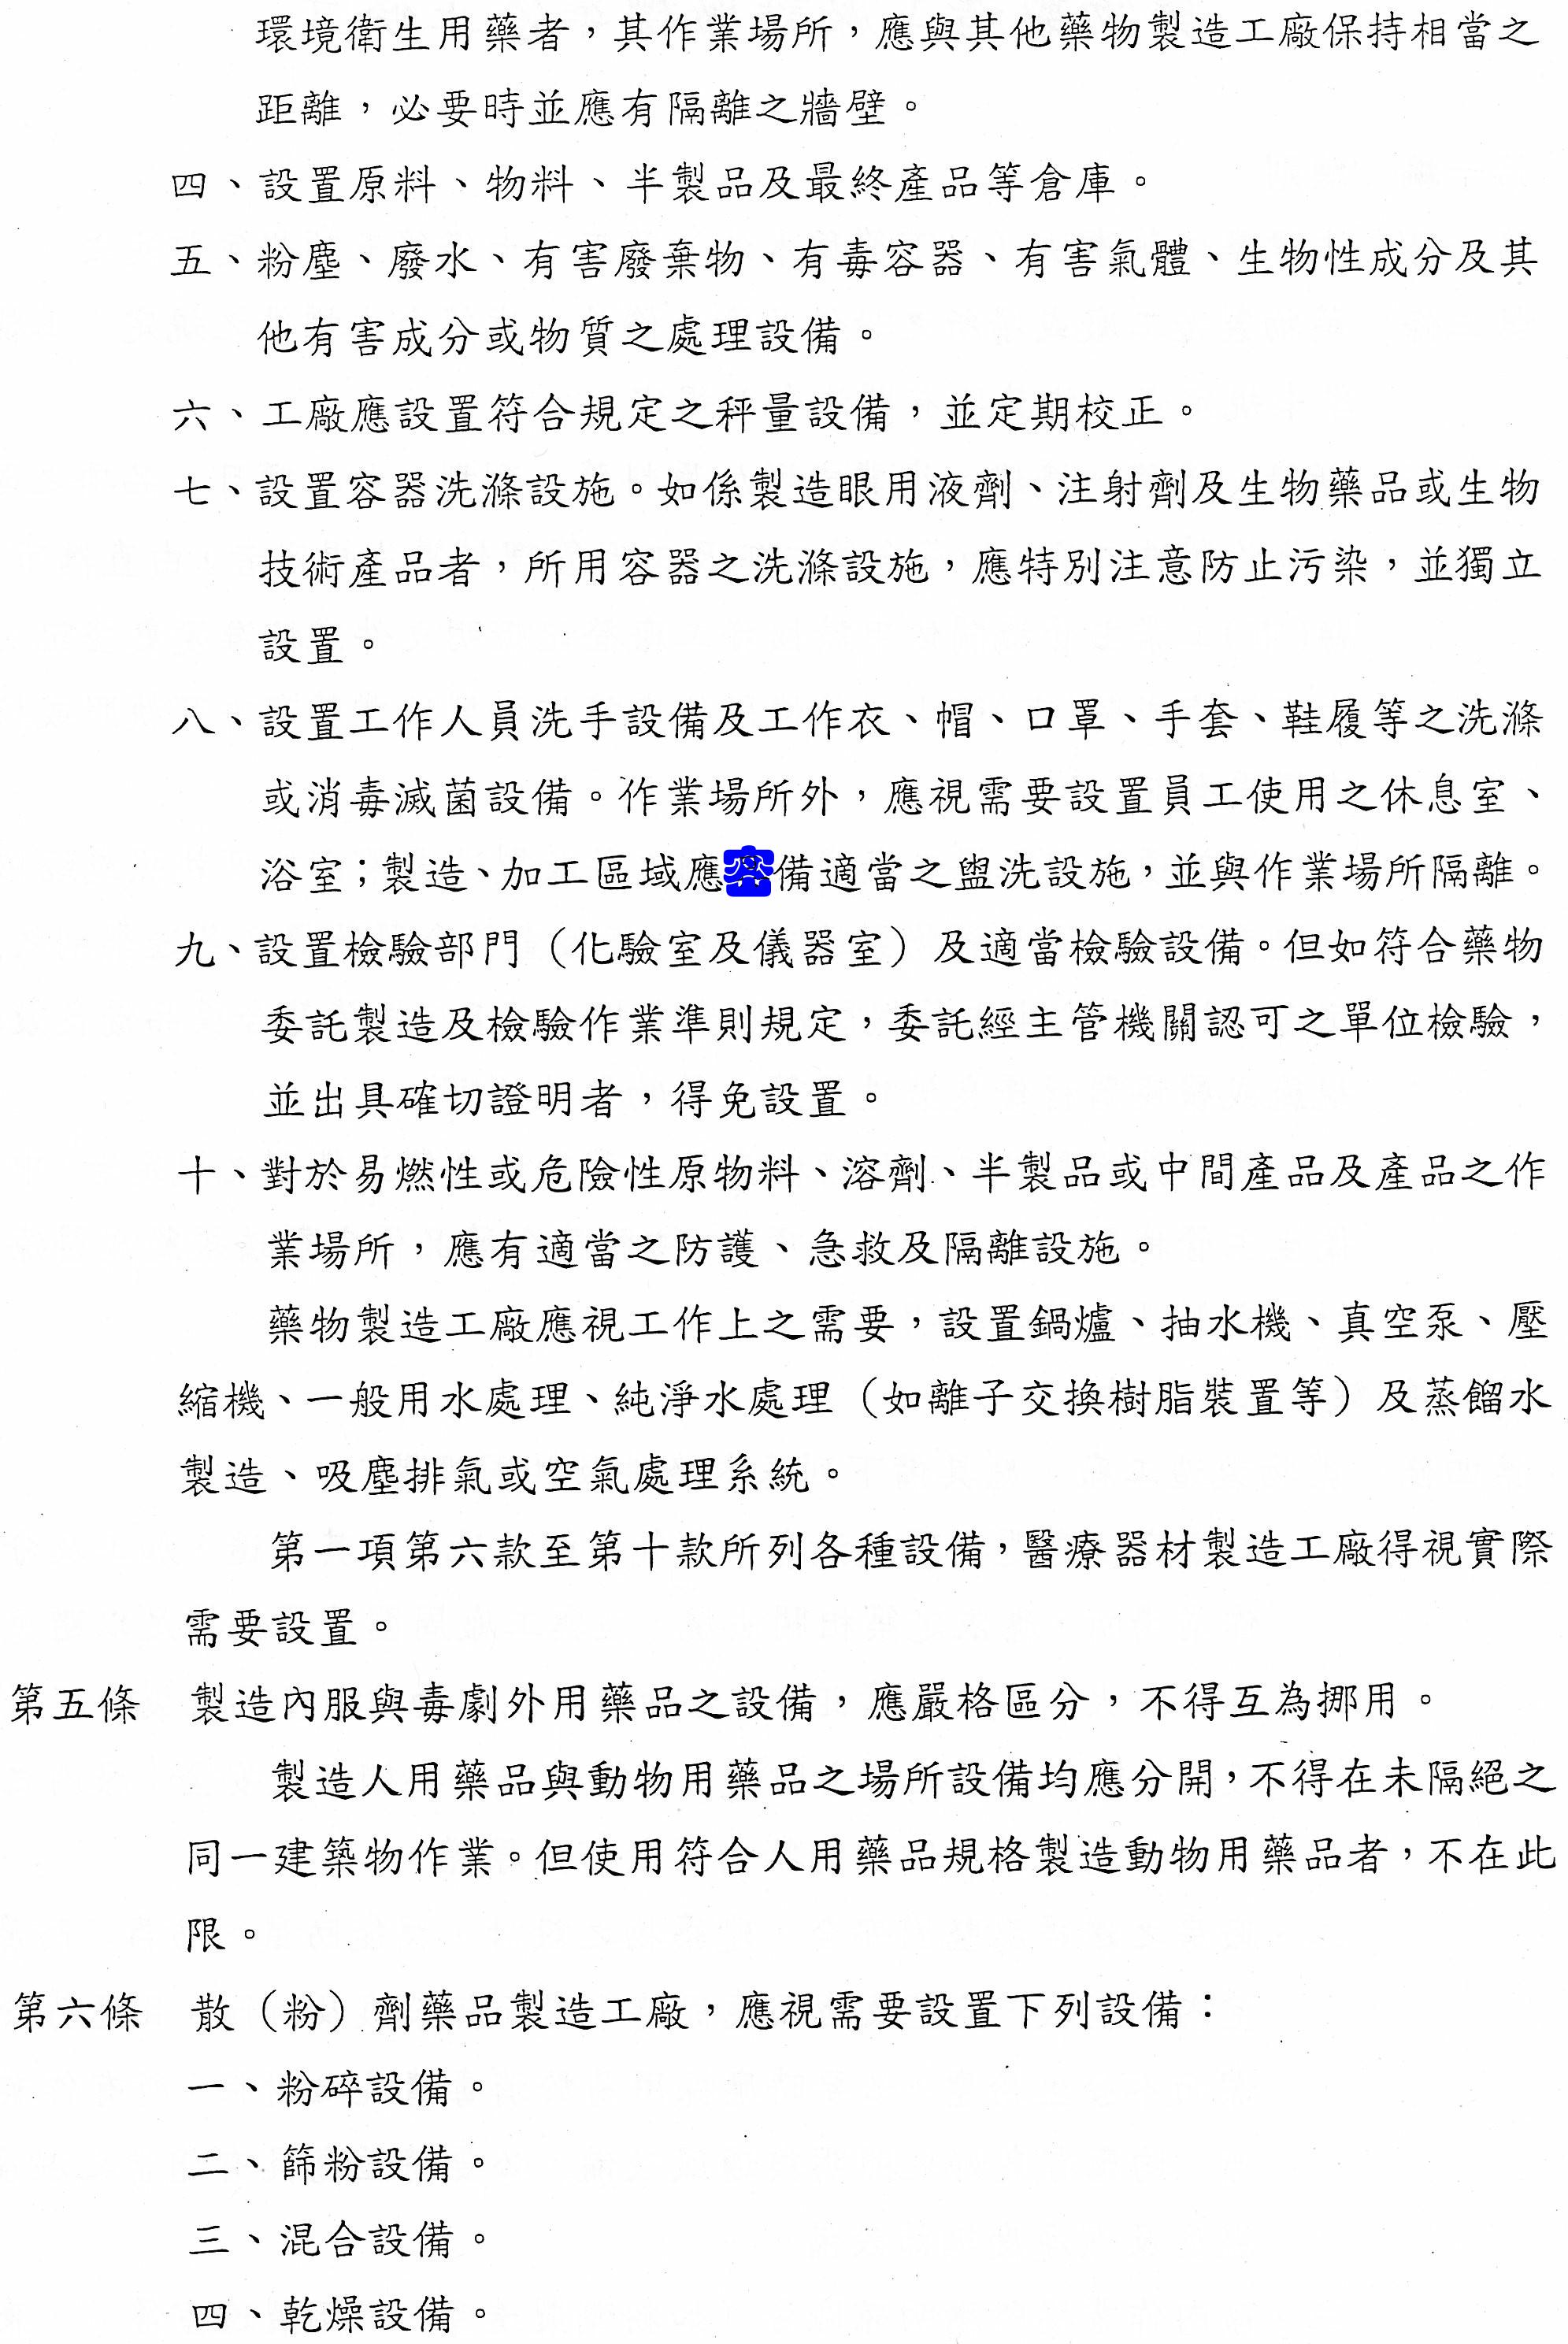 環境衛生用藥者，其作業場所，應與其他藥物製造工廠保持相當之
距離，必要時並應有隔離之牆壁。
四、設置原料、物料、半製品及最終產品等倉庫。
五、粉塵、廢水、有害廢棄物、有毒容器、有害氣體、生物性成分及其
他有害成分或物質之處理設備。
六、工廠應設置符合規定之秤量設備，並定期校正。
七、設置容器洗滌設施。如係製造眼用液劑、注射劑及生物藥品或生物
技術產品者，所用容器之洗滌設施，應特別注意防止污染，並獨立
設置。
八、設置工作人員洗手設備及工作衣、帽、口罩、手套、鞋履等之洗滌
或消毒滅菌設備。作業場所外，應視需要設置員工使用之休息室、
浴室；製造、加工區域應備適當之盥洗設施，並與作業場所隔離。
九、設置檢驗部門（化驗室及儀器室）及適當檢驗設備。但如符合藥物
委託製造及檢驗作業準則規定，委託經主管機關認可之單位檢驗，
並出具確切證明者，得免設置。
十、對於易燃性或危險性原物料、溶劑、半製品或中間產品及產品之作
業場所，應有適當之防護、急救及隔離設施。
藥物製造工廠應視工作上之需要，設置鍋爐、抽水機、真空泵、壓
縮機、一般用水處理、純淨水處理（如離子交換樹脂裝置等）及蒸餾水
製造、吸塵排氣或空氣處理系統。
第一項第六款至第十款所列各種設備，醫療器材製造工廠得視實際
需要設置。
第五條 製造內服與毒劇外用藥品之設備，應嚴格區分，不得互為挪用。
製造人用藥品與動物用藥品之場所設備均應分開，不得在未隔絕之
同一建築物作業。但使用符合人用藥品規格製造動物用藥品者，不在此
限。
第六條 散（粉）劑藥品製造工廠，應視需要設置下列設備：
一、粉碎設備。
二、篩粉設備。
三、混合設備。
四、乾燥設備。